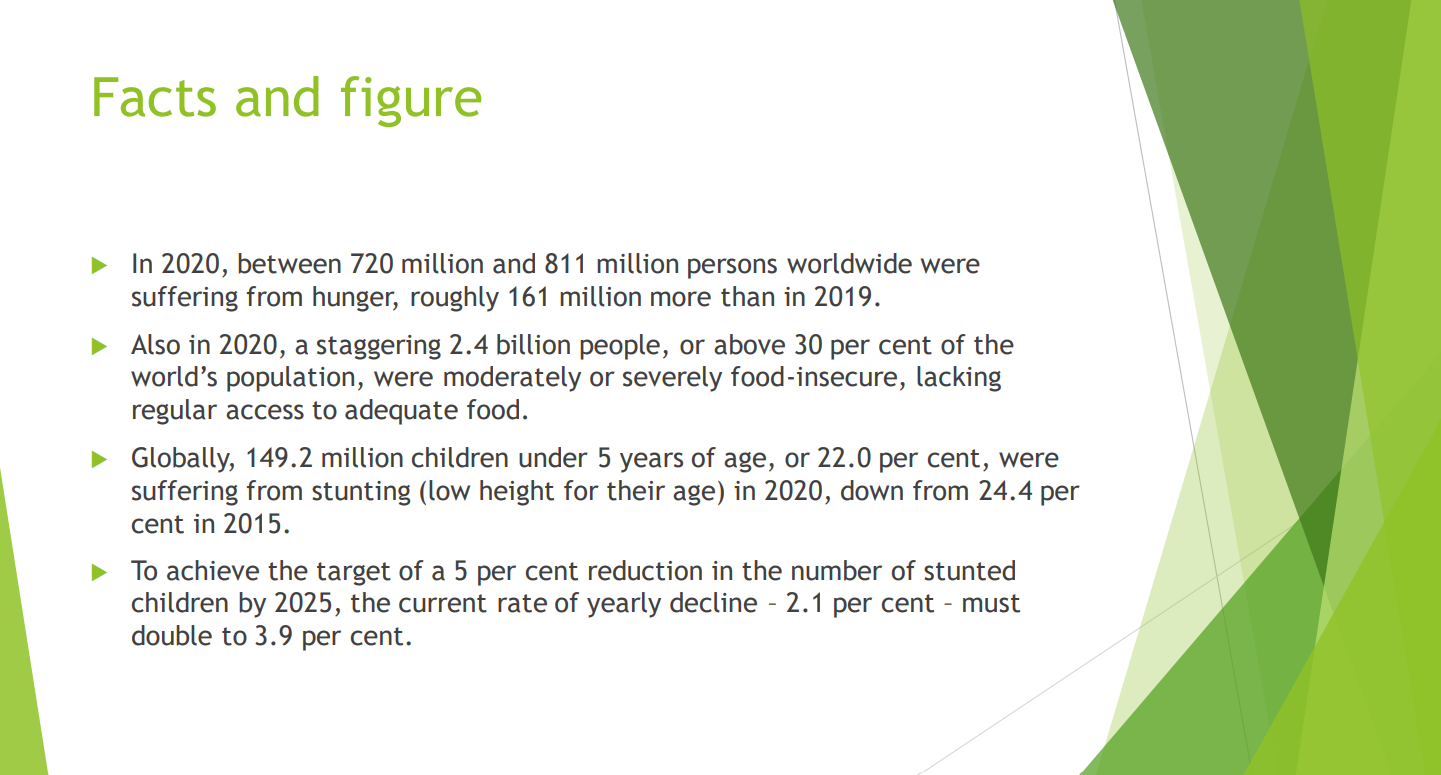 Facts and figure
In 2020, between 720 million and 811 million persons worldwide were
suffering from hunger, roughly 161 million more than in 2019.
Also in 2020, a staggering 2.4 billion people, or above 30 per cent of the
world’s population, were moderately or severely food-insecure, lacking
regular access to adequate food.
Globally, 149.2 million children under 5 years of age, or 22.0 per cent, were
suffering from stunting (low height for their age) in 2020, down from 24.4 per
cent in 2015.
To achieve the target of a 5 per cent reduction in the number of stunted
children by 2025, the current rate of yearly decline – 2.1 per cent – must
double to 3.9 per cent.